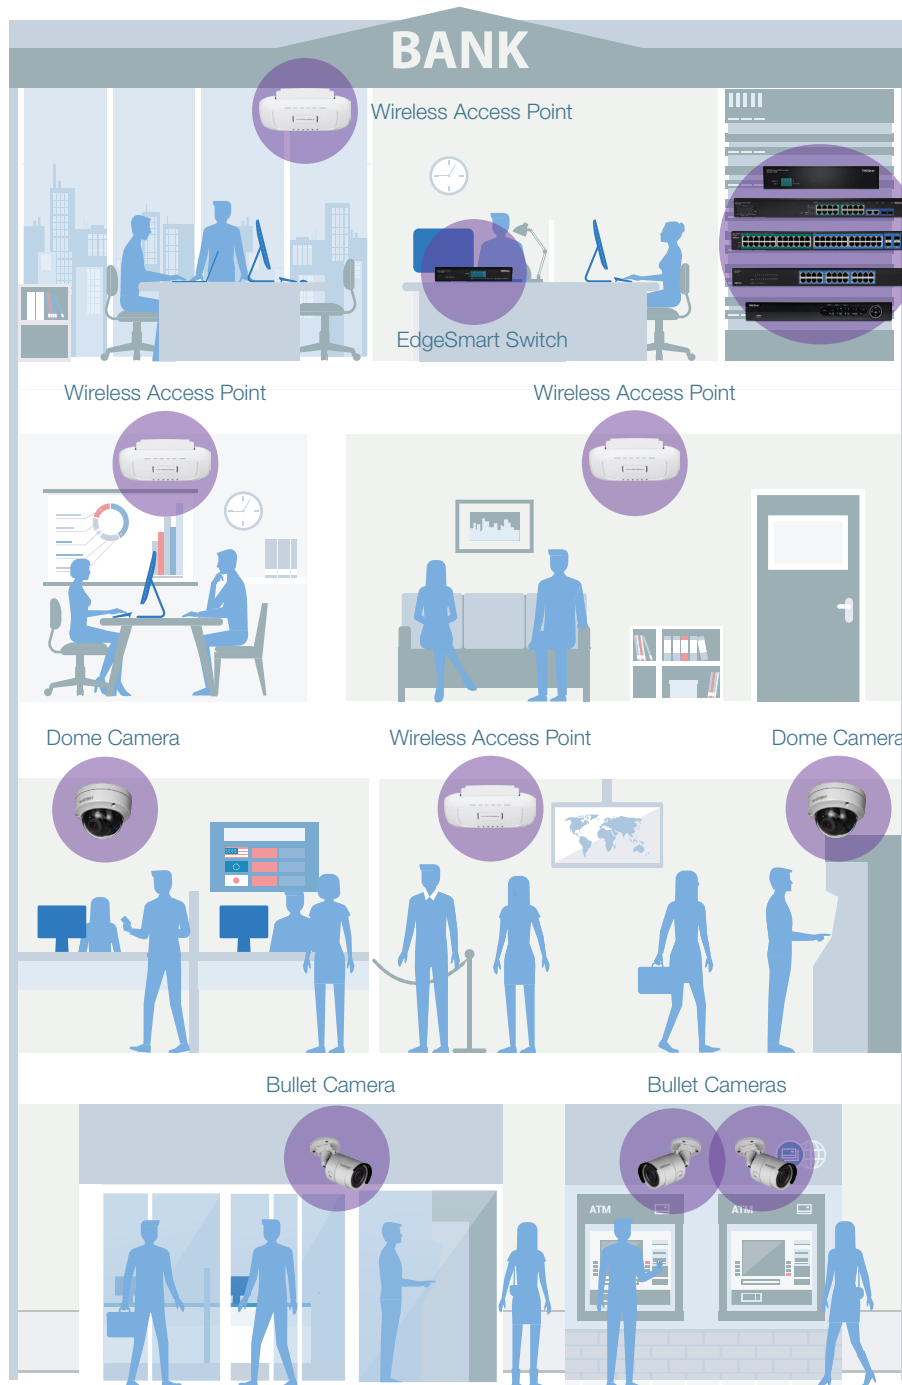 BANK
Wireless Access Point
EdgeSmart Switch
Wireless Access Point
Wireless Access Point
Dome Camera
Wireless Access Point
Dome Camera
Bullet Camera
Bullet Cameras
ATM
ATM